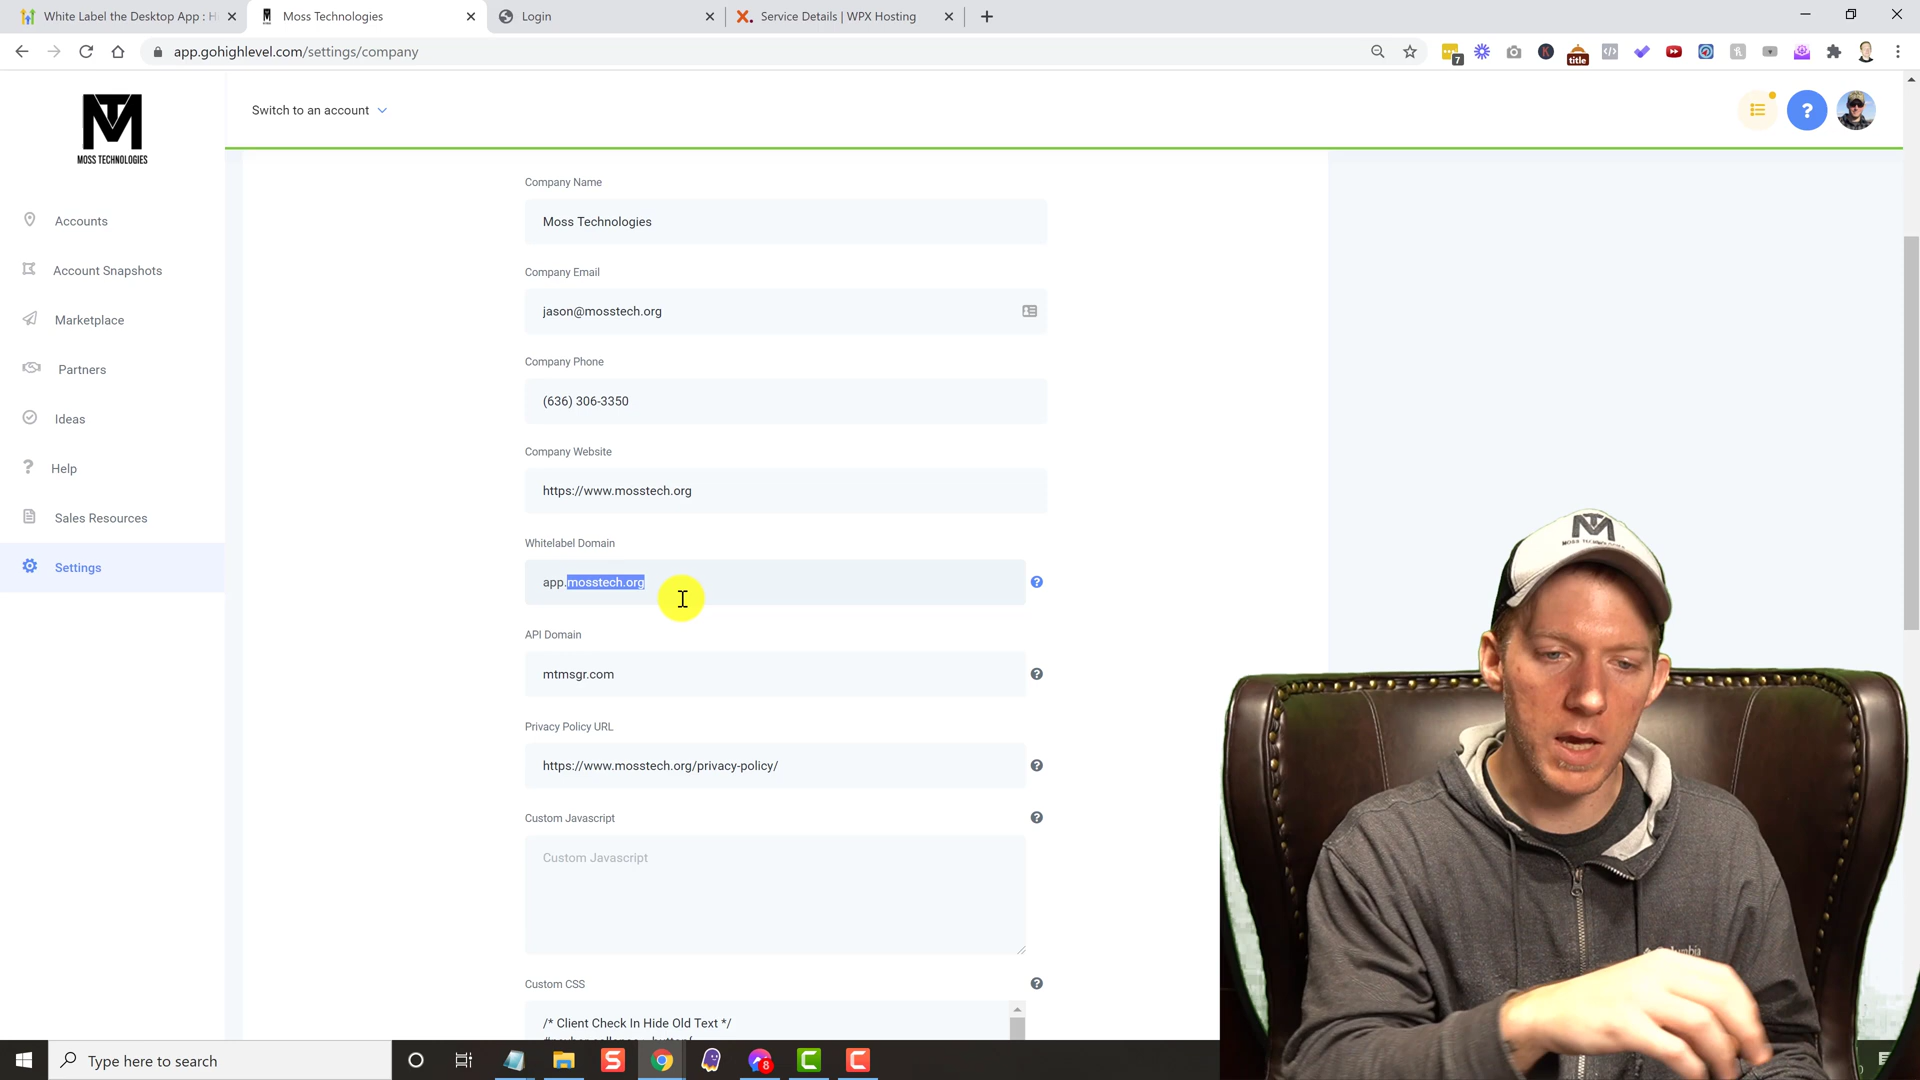 White Label the Desktop App : H
Moss Technologies
Login
Service Details | WPX Hosting
app.gohighlevel.com/settings/company
7
title
MOSS TECHNOLOGIES
Switch to an account
?
Accounts
Account Snapshots
Marketplace
Partners
Ideas
Help
Sales Resources
Settings
Company Name
Moss Technologies
Company Email
jason@mosstech.org
Company Phone
(636) 306-3350
Company Website
https://www.mosstech.org
Whitelabel Domain
app.mosstech.org
API Domain
mtmsgr.com
Privacy Policy URL
https://www.mosstech.org/privacy-policy/
Custom Javascript
Custom Javascript
Custom CSS
/* Client Check In Hide Old Text */
Columbia
Type here to search
8